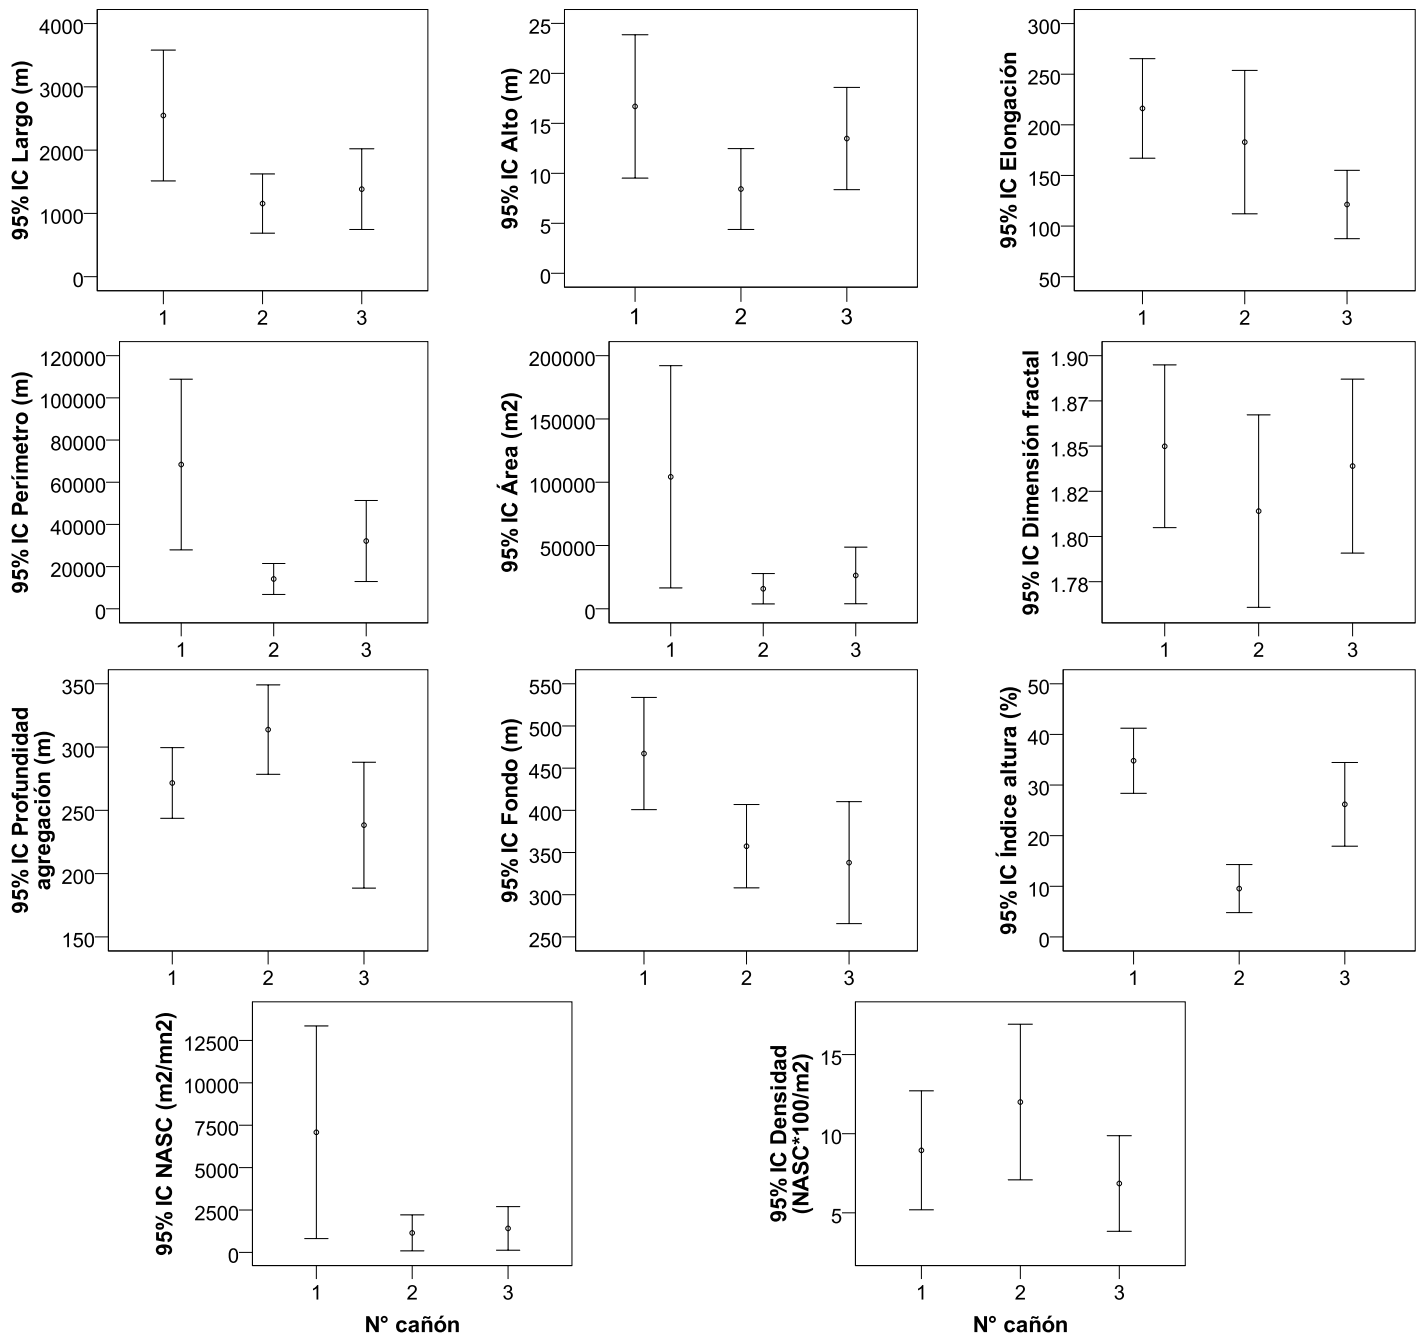 95% IC Largo (m)
4000
3000
2000
1000
0
1 2 3
95% IC Alto (m)
25
20
15
10
5
0
1 2 3
95% IC Elongación
300
250
200
150
100
50
1 2 3
95% IC Perímetro (m)
120000
100000
80000
60000
40000
20000
0
1 2 3
95% IC Área (m2)
200000
150000
100000
50000
0
1 2 3
95% IC Dimensión fractal
1.90
1.87
1.85
1.82
1.80
1.78
1 2 3
95% IC Profundidad
agregación (m)
350
300
250
200
150
1 2 3
95% IC Fondo (m)
550
500
450
400
350
300
250
1 2 3
95% IC Índice altura (%)
50
40
30
20
10
0
1 2 3
95% IC NASC (m2/mn2)
12500
10000
7500
5000
2500
0
1 2 3
N° cañón
95% IC Densidad
(NASC*100/m2)
15
10
5
1 2 3
N° cañón